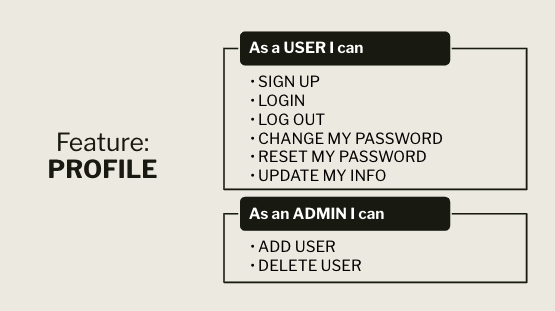 Feature:
PROFILE
As a USER I can
• SIGN UP
• LOGIN
• LOG OUT
• CHANGE MY PASSWORD
• RESET MY PASSWORD
• UPDATE MY INFO
As an ADMIN I can
• ADD USER
• DELETE USER